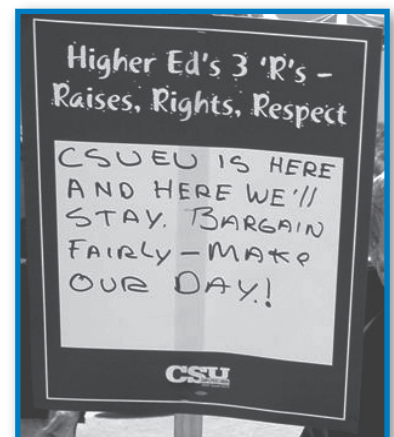 Higher Ed's 3 'R's –
Raises, Rights, Respect
CSUEU IS HERE
AND HERE WE'll
STAY. BARGAIN
FAIRLY – MAKe
OUR DAY!
CSU